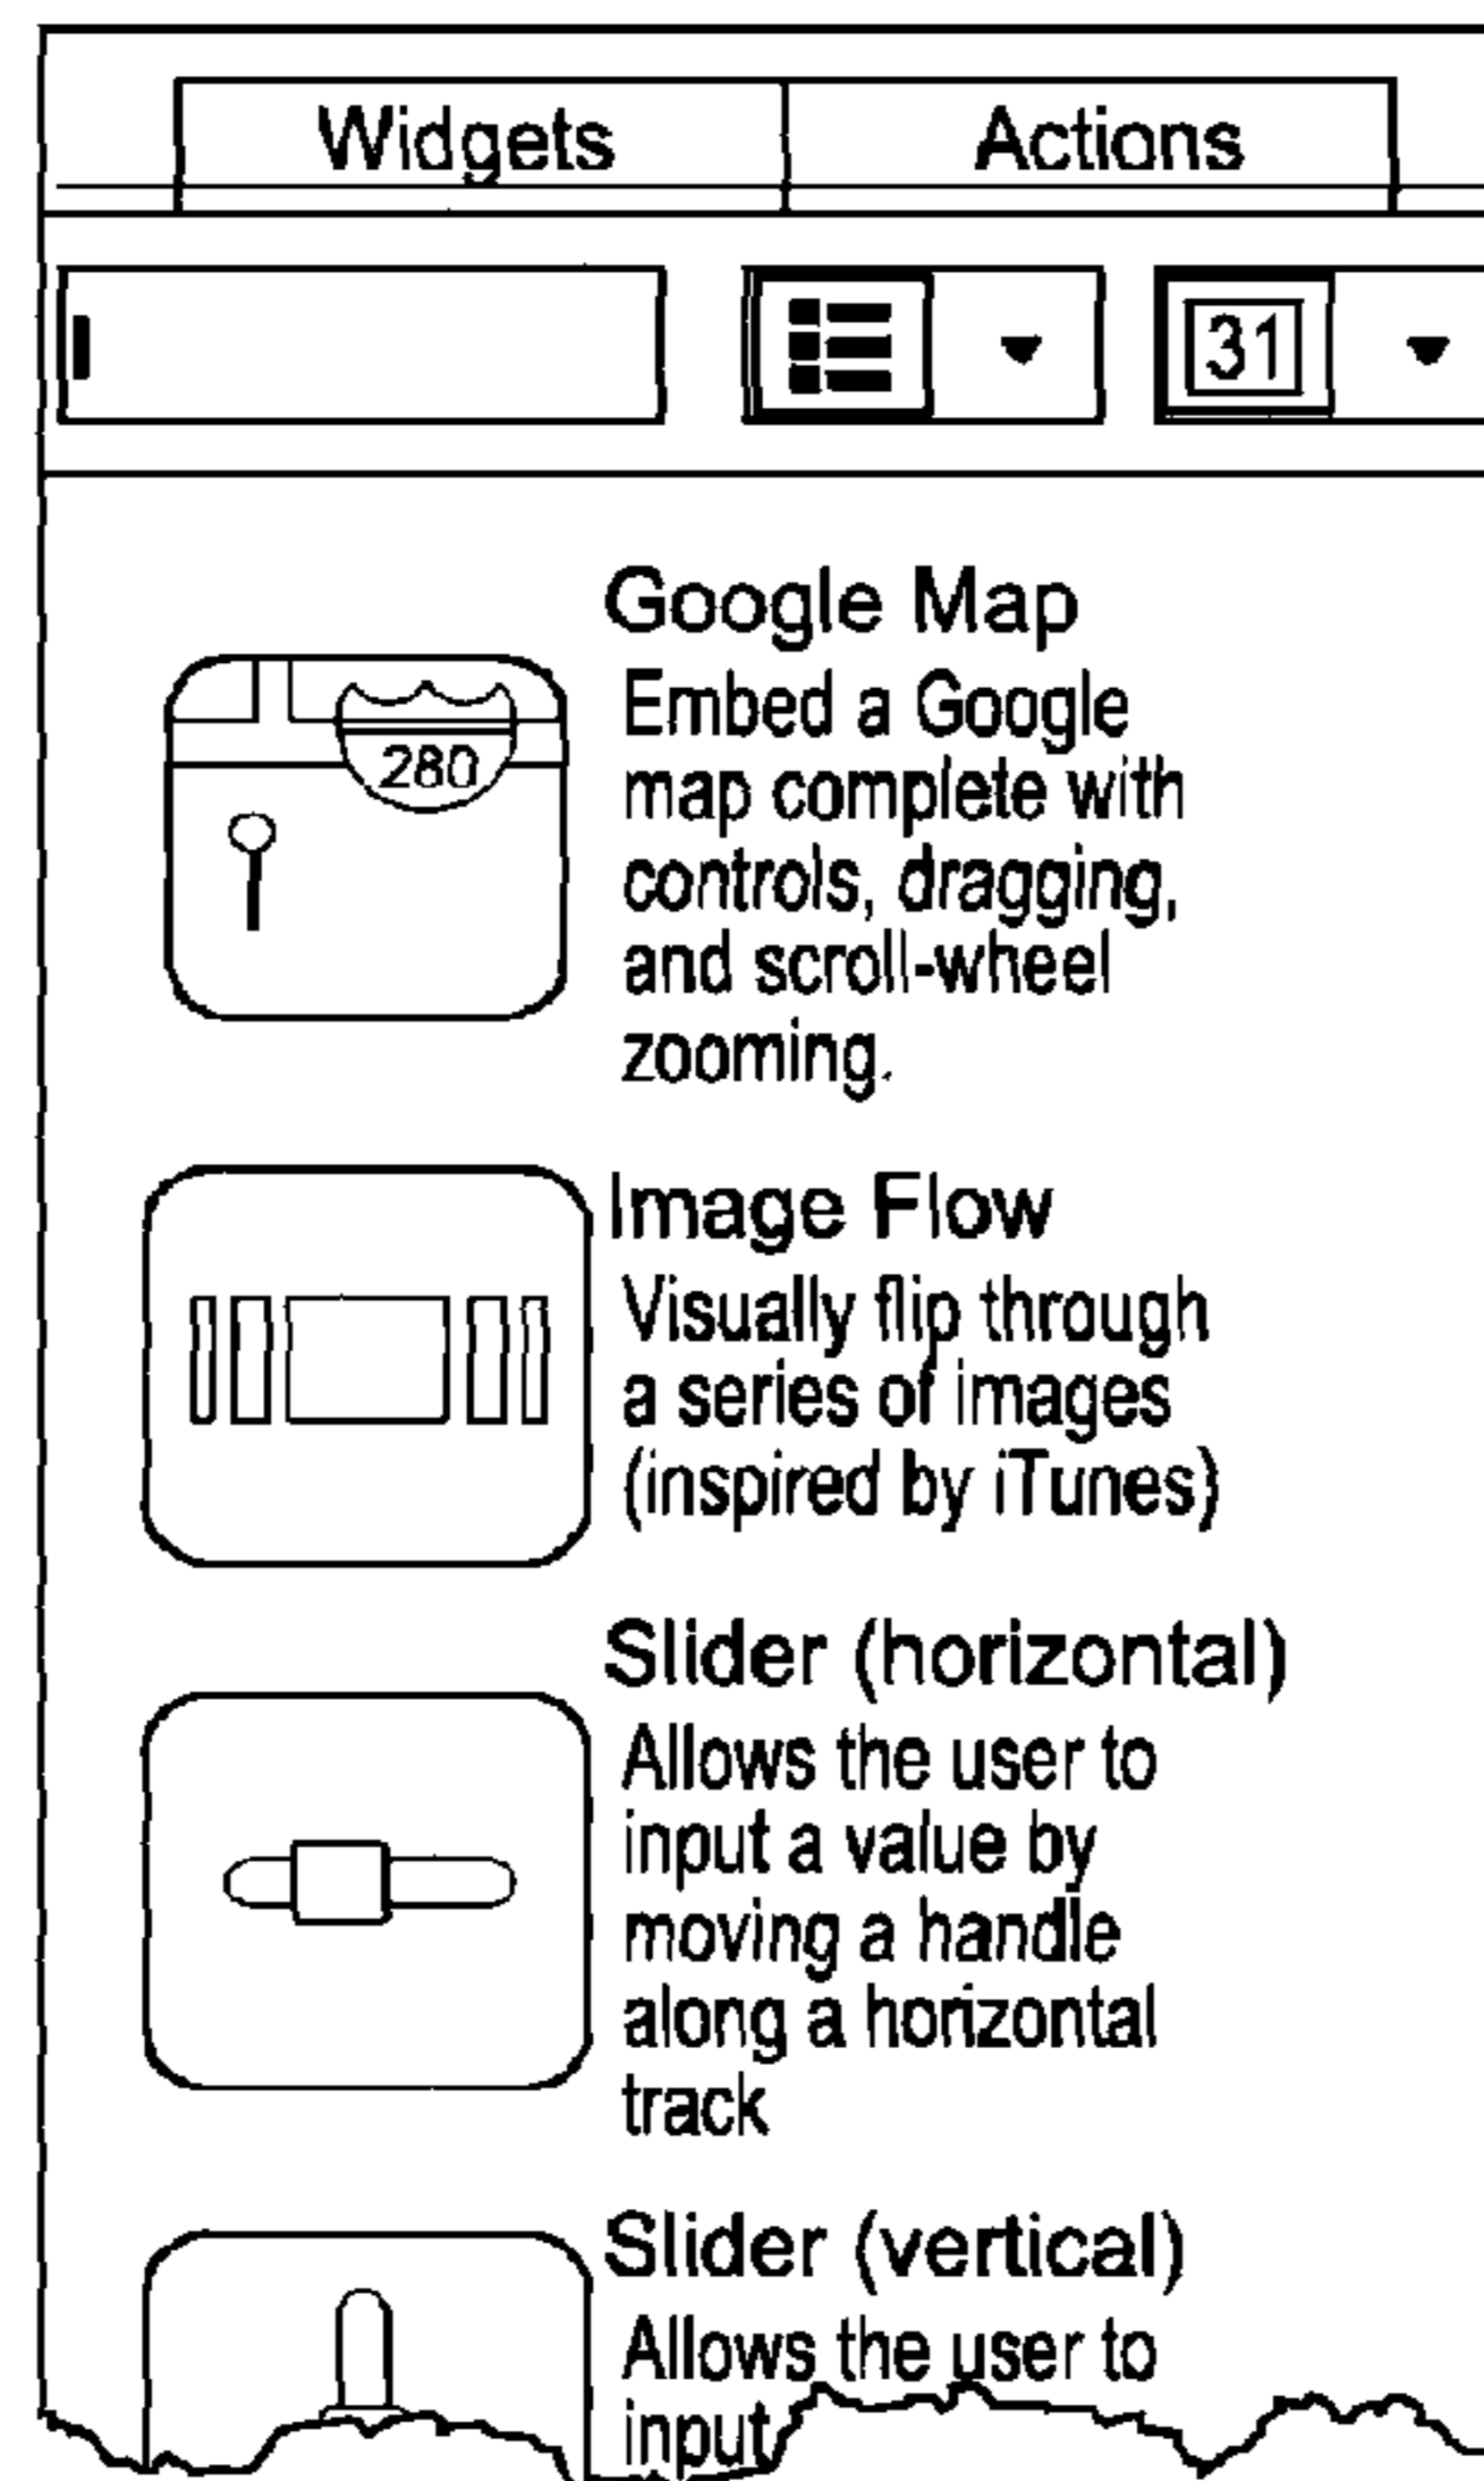 Widgets Actions
31
Google Map
280
Embed a Google
map complete with
controls, dragging,
and scroll-wheel
zooming.
Image Flow
Visually flip through
a series of images
(inspired by iTunes)
Slider (horizontal)
Allows the user to
input a value by
moving a handle
along a horizontal
track
Slider (vertical)
Allows the user to
input